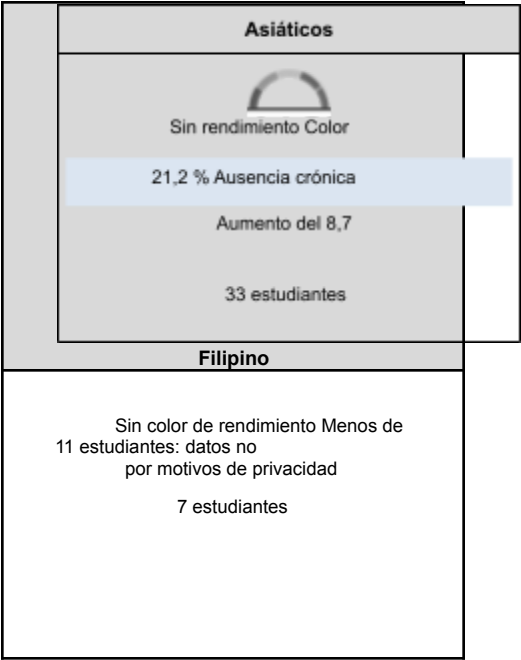 Asiáticos
Sin rendimiento Color
21,2 % Ausencia crónica
Aumento del 8,7
33 estudiantes
Filipino
Sin color de rendimiento Menos de
11 estudiantes: datos no
por motivos de privacidad
7 estudiantes